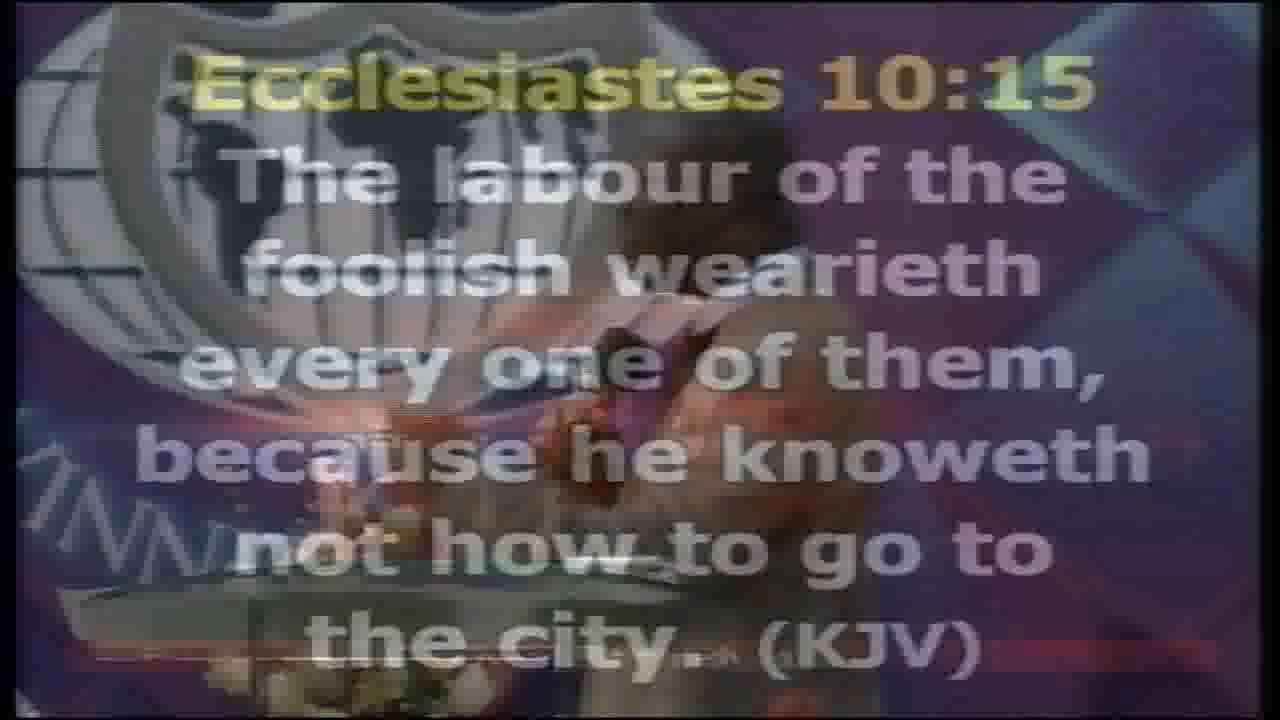 Ecclesiastes 10:15
The labour of the
foolish wearieth
every one of them,
because he knoweth
not how to go to
the city. (KJV)